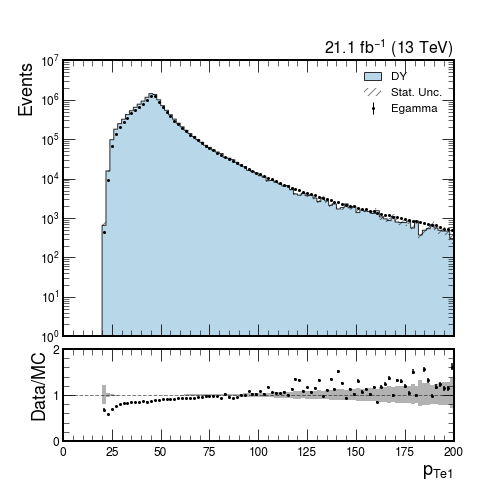 21.1 fb⁻¹ (13 TeV)
Events
10⁷
10⁶
10⁵
10⁴
10³
10²
10¹
10⁰
DY
Stat. Unc.
Egamma
Data/MC
2
1
0
0 25 50 75 100 125 150 175 200
pTe1